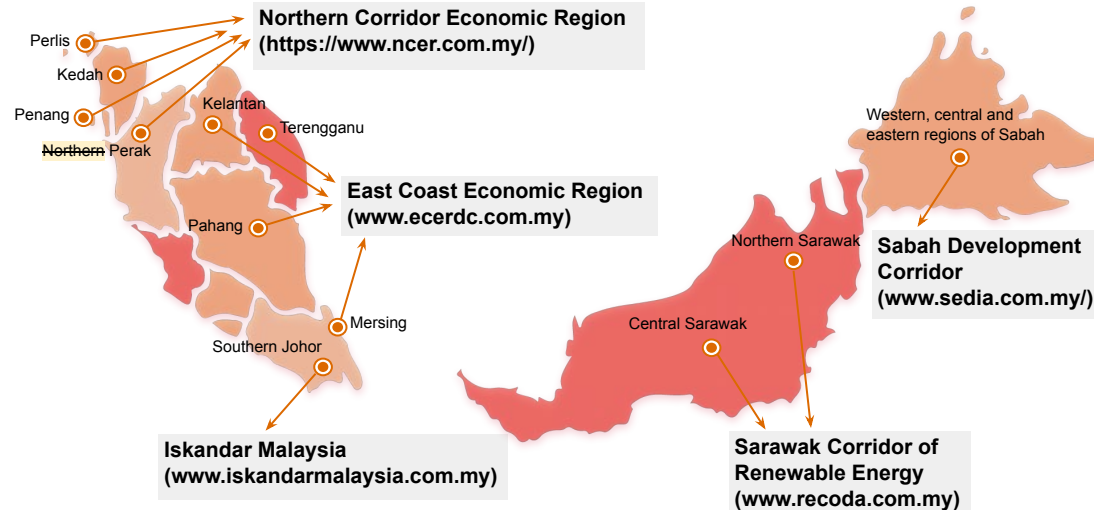 Northern Corridor Economic Region
(https://www.ncer.com.my/)
Perlis
Kedah
Penang
Northern Perak
Kelantan
Terengganu
East Coast Economic Region
(www.ecerdc.com.my)
Pahang
Mersing
Southern Johor
Iskandar Malaysia
(www.iskandarmalaysia.com.my)
Western, central and
eastern regions of Sabah
Sabah Development
Corridor
(www.sedia.com.my/)
Northern Sarawak
Central Sarawak
Sarawak Corridor of
Renewable Energy
(www.recoda.com.my)